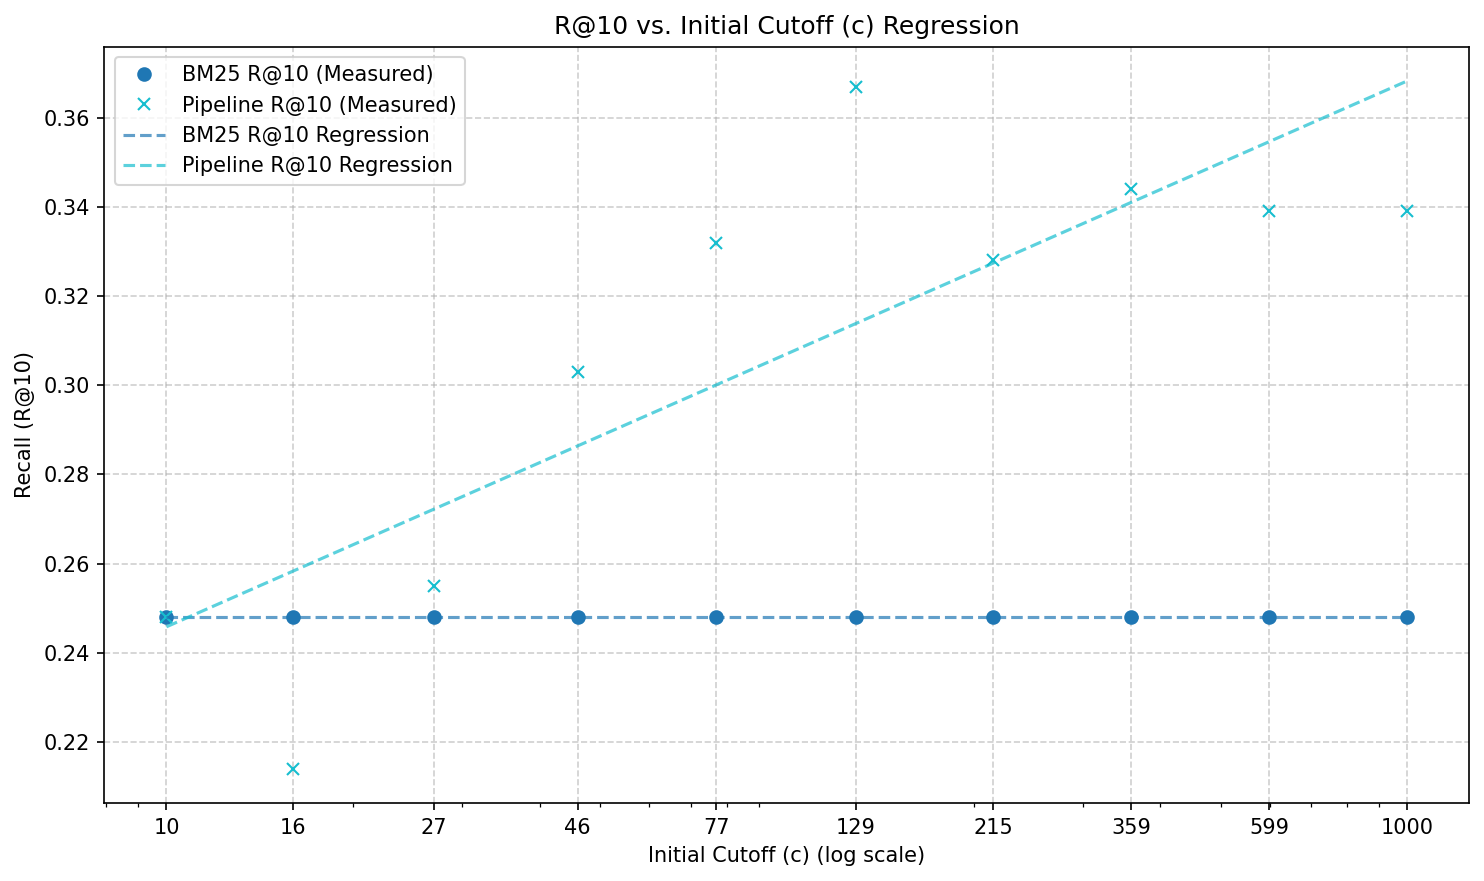 R@10 vs. Initial Cutoff (c) Regression
BM25 R@10 (Measured)
Pipeline R@10 (Measured)
BM25 R@10 Regression
Pipeline R@10 Regression
Recall (R@10)
0.36
0.34
0.32
0.30
0.28
0.26
0.24
0.22
10 16 27 46 77 129 215 359 599 1000
Initial Cutoff (c) (log scale)